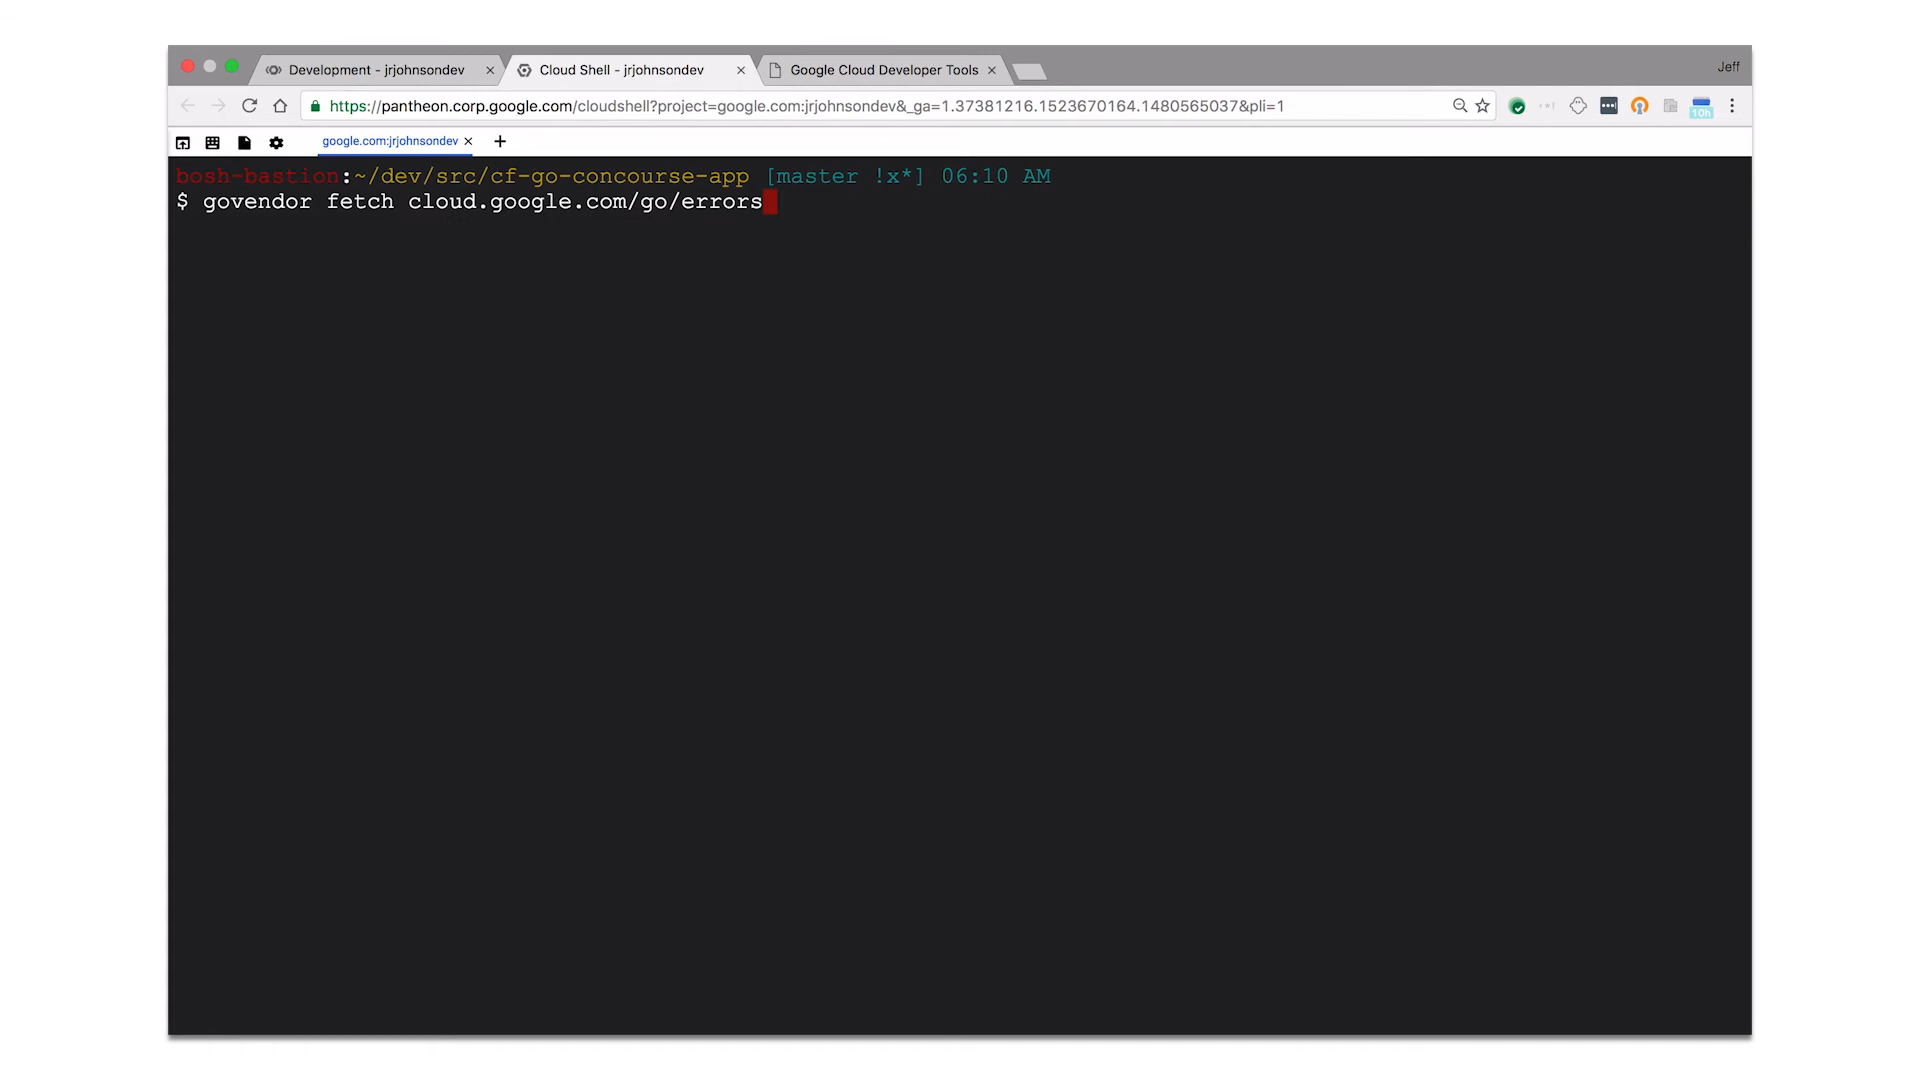 Development - jrjohnsondev
Cloud Shell - jrjohnsondev
Google Cloud Developer Tools
Jeff
https://pantheon.corp.google.com/cloudshell?project=google.com:jrjohnsondev&_ga=1.37381216.1523670164.1480565037&pli=1
10h
google.com:jrjohnsondev
bosh-bastion:~/dev/src/cf-go-concourse-app [master !x*] 06:10 AM
$ govendor fetch cloud.google.com/go/errors